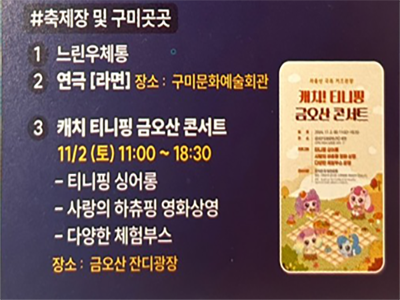 #축제장 및 구미곳곳
1 느린우체통
2 연극 [라면] 장소 : 구미문화예술회관
3 캐치 티니핑 금오산 콘서트
11/2 (토) 11:00 ~ 18:30
- 티니핑 싱어롱
- 사랑의 하츄핑 영화상영
- 다양한 체험부스
장소 : 금오산 잔디광장
캐치! 티니핑
금오산 콘서트